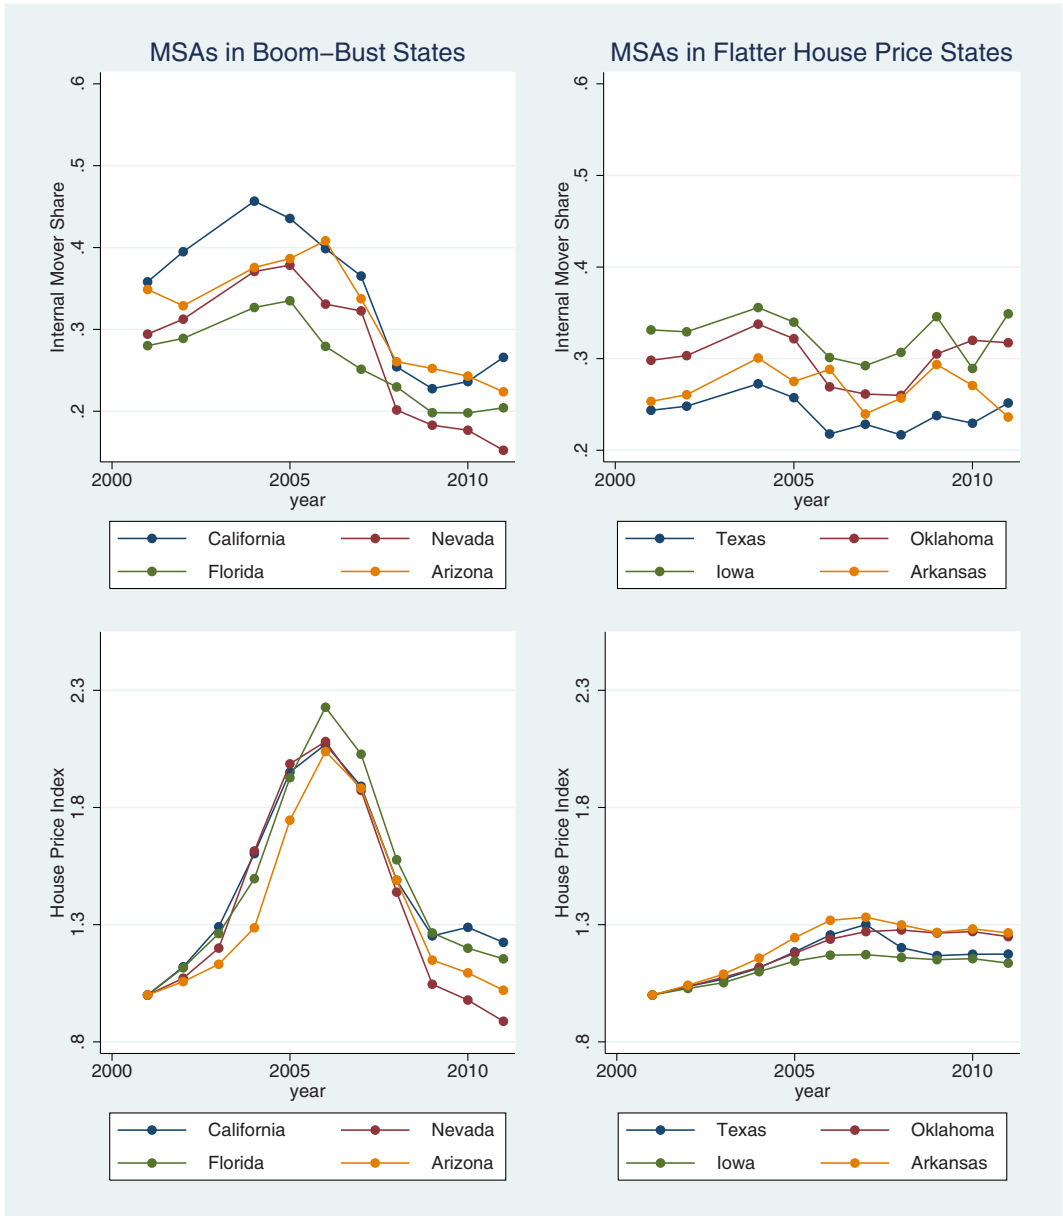 MSAs in Boom−Bust States
Internal Mover Share
.6
.5
.4
.3
.2
2000 2005 2010
year
California Nevada
Florida Arizona
MSAs in Flatter House Price States
Internal Mover Share
.6
.5
.4
.3
.2
2000 2005 2010
year
Texas Oklahoma
Iowa Arkansas
House Price Index
2.3
1.8
1.3
.8
2000 2005 2010
year
California Nevada
Florida Arizona
House Price Index
2.3
1.8
1.3
.8
2000 2005 2010
year
Texas Oklahoma
Iowa Arkansas